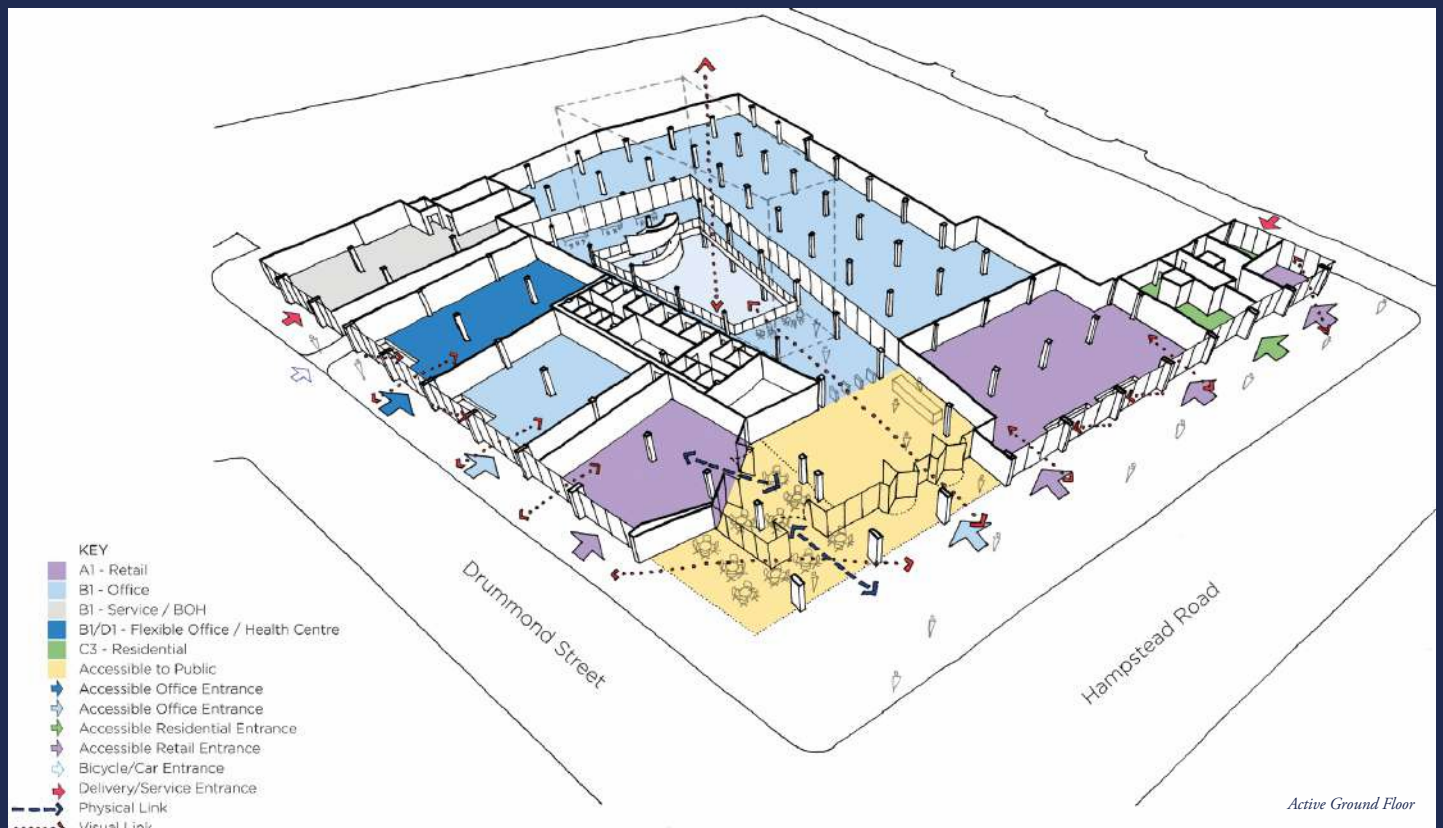 KEY
A1 - Retail
B1 - Office
B1 - Service / BOH
B1/D1 - Flexible Office / Health Centre
C3 - Residential
Accessible to Public
Accessible Office Entrance
Accessible Office Entrance
Accessible Residential Entrance
Accessible Retail Entrance
Bicycle/Car Entrance
Delivery/Service Entrance
Physical Link
Visual Link
Drummond Street
Hampstead Road
Active Ground Floor